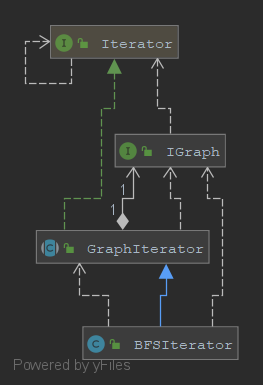 I Iterator
I IGraph
1
1
C GraphIterator
C BFSIterator
Powered by yFiles